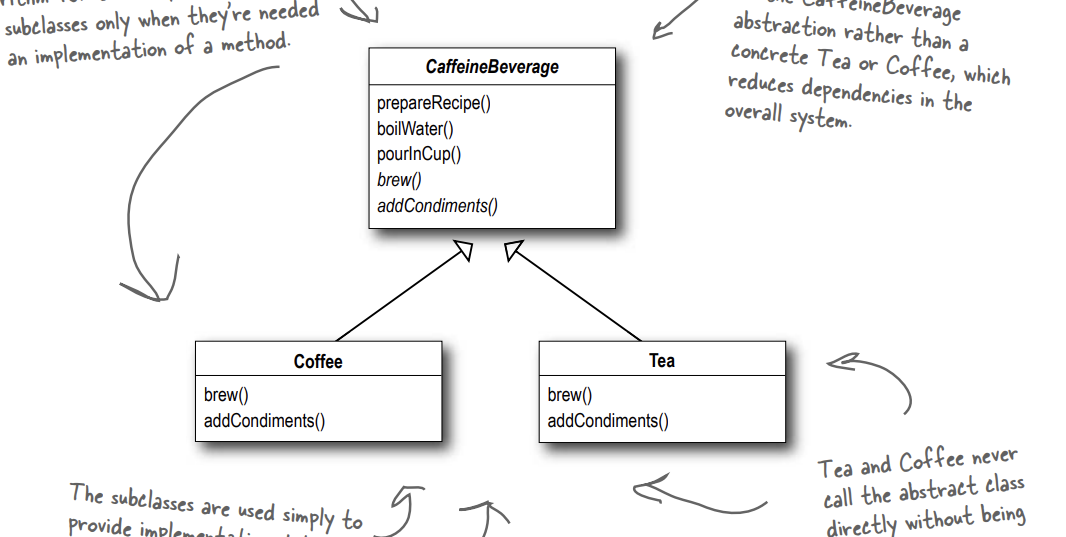 subclasses only when they're needed
an implementation of a method.
CaffeineBeverage
abstraction rather than a
concrete Tea or Coffee, which
reduces dependencies in the
overall system.
CaffeineBeverage
prepareRecipe()
boilWater()
pourInCup()
brew()
addCondiments()
Coffee
brew()
addCondiments()
Tea
brew()
addCondiments()
The subclasses are used simply to
provide
Tea and Coffee never
call the abstract class
directly without being